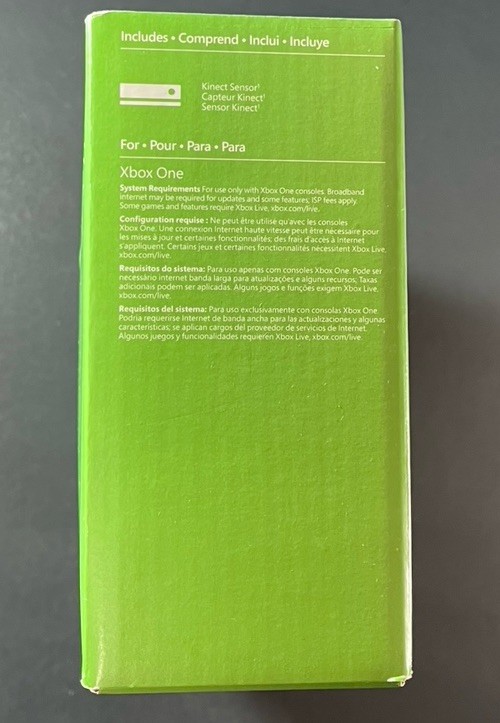 Includes • Comprend • Inclui • Incluye
Kinect Sensor¹
Capteur Kinect¹
Sensor Kinect¹
For • Pour • Para • Para
Xbox One
System Requirements For use only with Xbox One consoles. Broadband
internet may be required for updates and some features; ISP fees apply.
Some games and features require Xbox Live, xbox.com/live.
Configuration requise : Ne peut être utilisé qu'avec les consoles
Xbox One. Une connexion Internet haute vitesse peut être nécessaire pour
les mises à jour et certaines fonctionnalités; des frais d'accès à Internet
s'appliquent. Certains jeux et certaines fonctionnalités nécessitent Xbox Live,
xbox.com/live.
Requisitos do sistema: Para uso apenas com consoles Xbox One. Pode ser
necessário internet banda larga para atualizações e alguns recursos; Taxas
adicionais podem ser aplicadas. Alguns jogos e funções exigem Xbox Live.
xbox.com/live.
Requisitos del sistema: Para uso exclusivamente con consolas Xbox One.
Podría requerirse Internet de banda ancha para las actualizaciones y algunas
características; se aplican cargos del proveedor de servicios de Internet.
Algunos juegos y funcionalidades requieren Xbox Live, xbox.com/live.